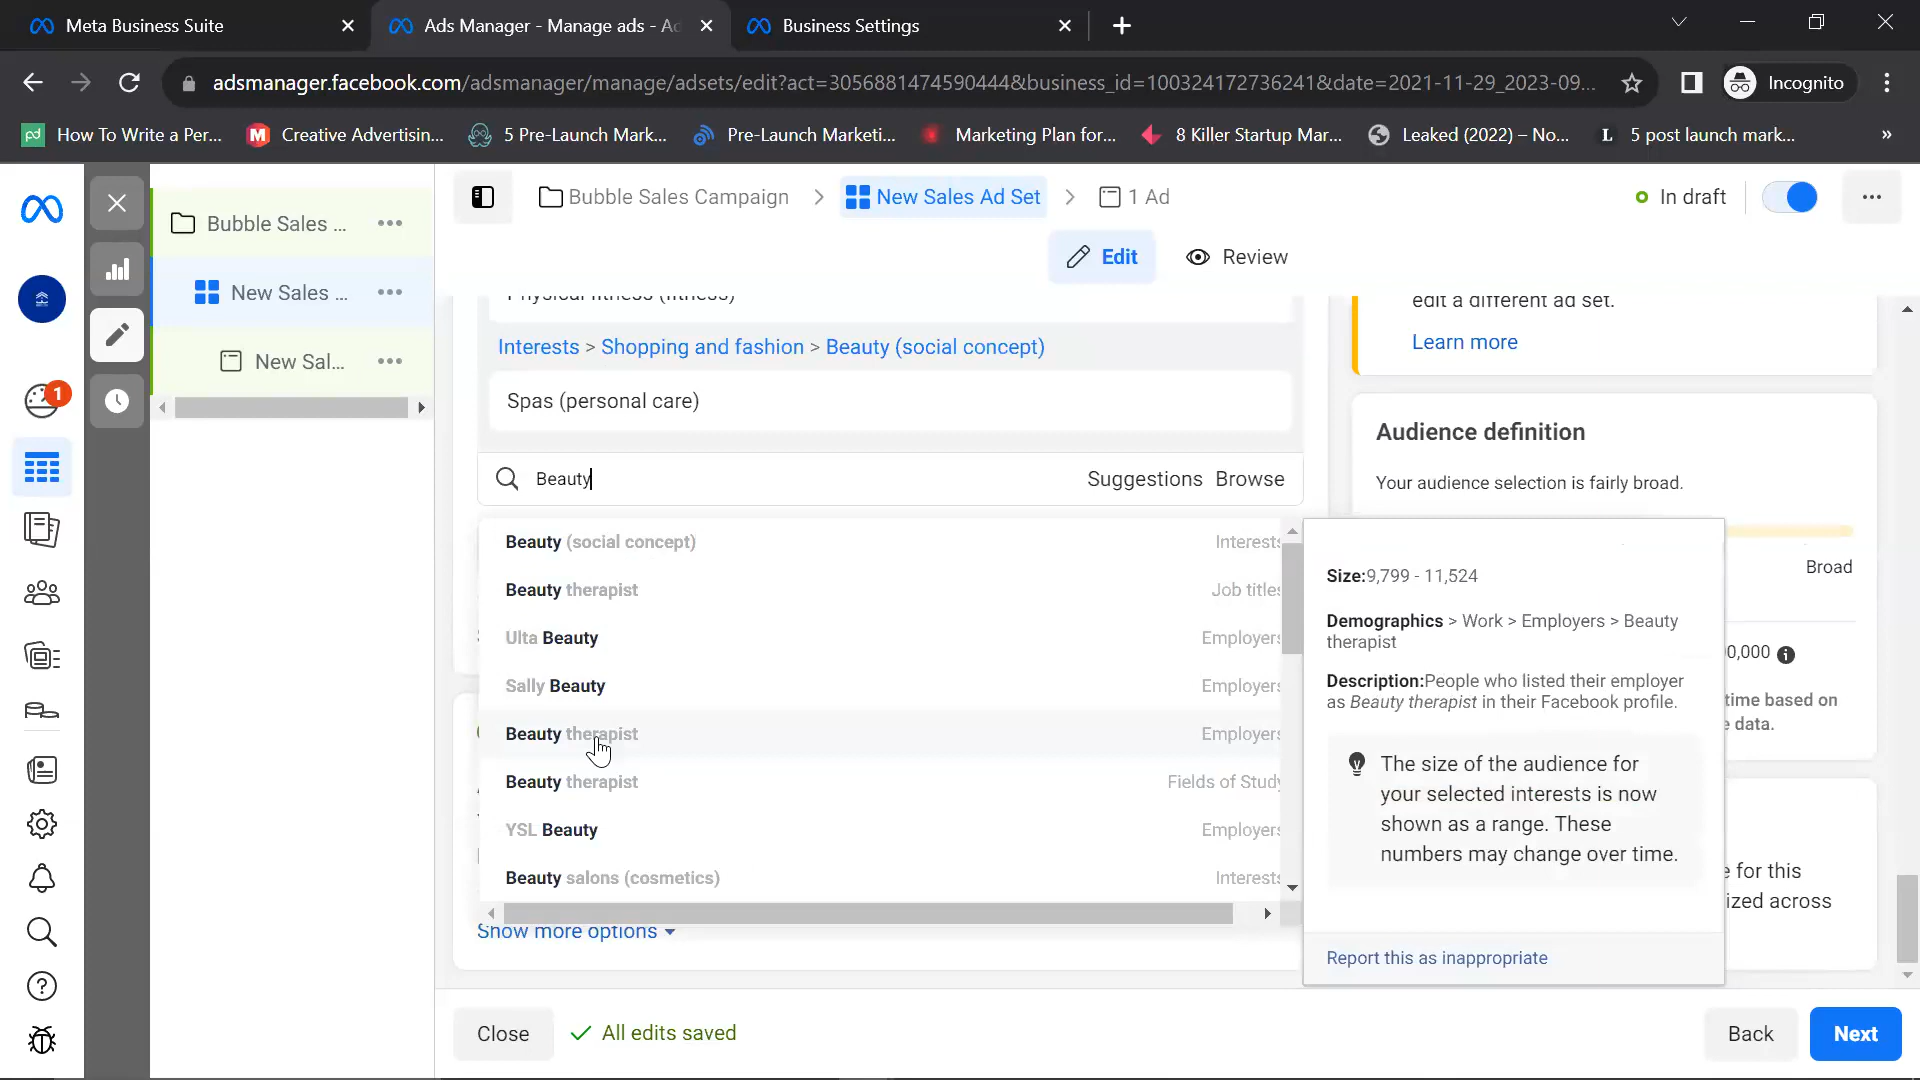 Meta Business Suite
Ads Manager - Manage ads - Ad
Business Settings
adsmanager.facebook.com/adsmanager/manage/adsets/edit?act=3056881474590444&business_id=100324172736241&date=2021-11-29_2023-09...
Incognito
pd How To Write a Per...
M Creative Advertisin...
5 Pre-Launch Mark...
Pre-Launch Marketi...
Marketing Plan for...
8 Killer Startup Mar...
Leaked (2022) – No...
L 5 post launch mark...
»
Bubble Sales Campaign > New Sales Ad Set > 1 Ad
In draft
Bubble Sales ...
New Sales ...
New Sal...
1
Edit
Review
Physical fitness (fitness)
Interests > Shopping and fashion > Beauty (social concept)
Spas (personal care)
Beauty
Suggestions Browse
Beauty (social concept) Interests
Beauty therapist Job titles
Ulta Beauty Employers
Sally Beauty Employers
Beauty therapist Employers
Beauty therapist Fields of Study
YSL Beauty Employers
Beauty salons (cosmetics) Interests
Show more options
edit a different ad set.
Learn more
Audience definition
Your audience selection is fairly broad.
Broad
Size:9,799 - 11,524
Demographics > Work > Employers > Beauty
therapist
Description:People who listed their employer
as Beauty therapist in their Facebook profile.
The size of the audience for
your selected interests is now
shown as a range. These
numbers may change over time.
Report this as inappropriate
0,000
time based on
data.
for this
ized across
Close
All edits saved
Back
Next